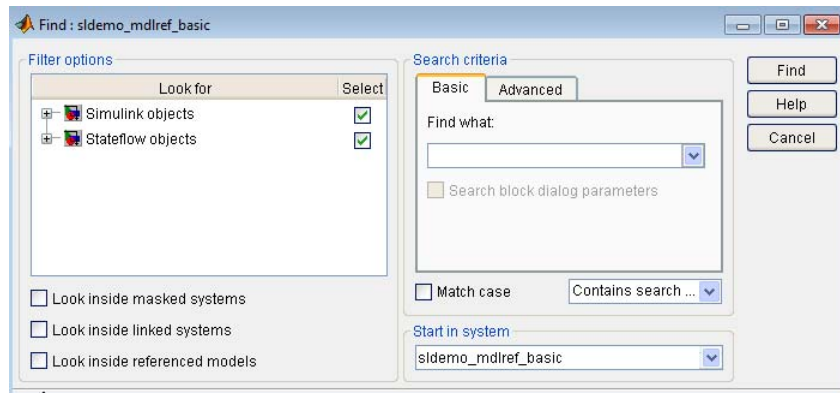 Find : sldemo_mdlref_basic
Filter options
Look for
Select
Simulink objects
Stateflow objects
Look inside masked systems
Look inside linked systems
Look inside referenced models
Search criteria
Basic
Advanced
Find what:
Search block dialog parameters
Match case
Contains search ...
Start in system
sldemo_mdlref_basic
Find
Help
Cancel